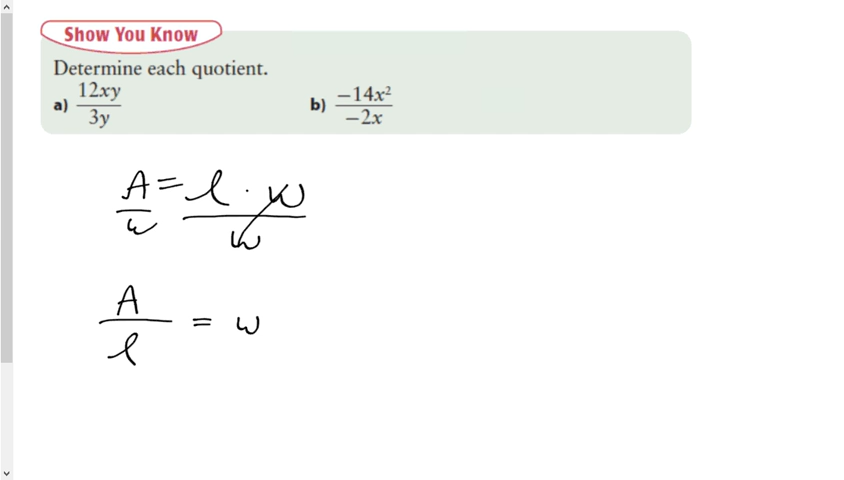 Show You Know
Determine each quotient.
a) 12xy / 3y
b) −14x² / −2x
A/w = l · w / w
A / l = w